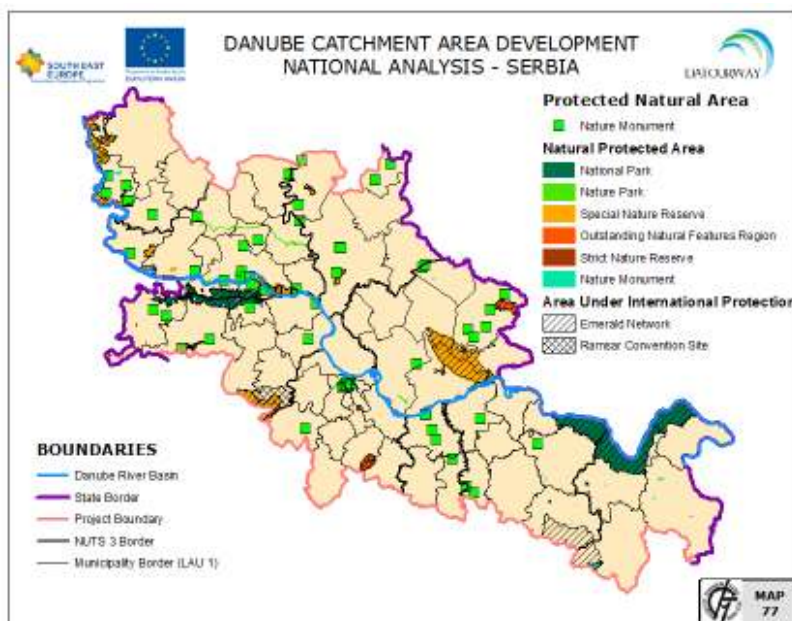 DANUBE CATCHMENT AREA DEVELOPMENT
NATIONAL ANALYSIS - SERBIA
SOUTH EAST
EUROPE
DATOURWAY
Protected Natural Area
Nature Monument
Natural Protected Area
National Park
Nature Park
Special Nature Reserve
Outstanding Natural Features Region
Strict Nature Reserve
Nature Monument
Area Under International Protection
Emerald Network
Ramsar Convention Site
BOUNDARIES
Danube River Basin
State Border
Project Boundary
NUTS 3 Border
Municipality Border (LAU 1)
MAP
77